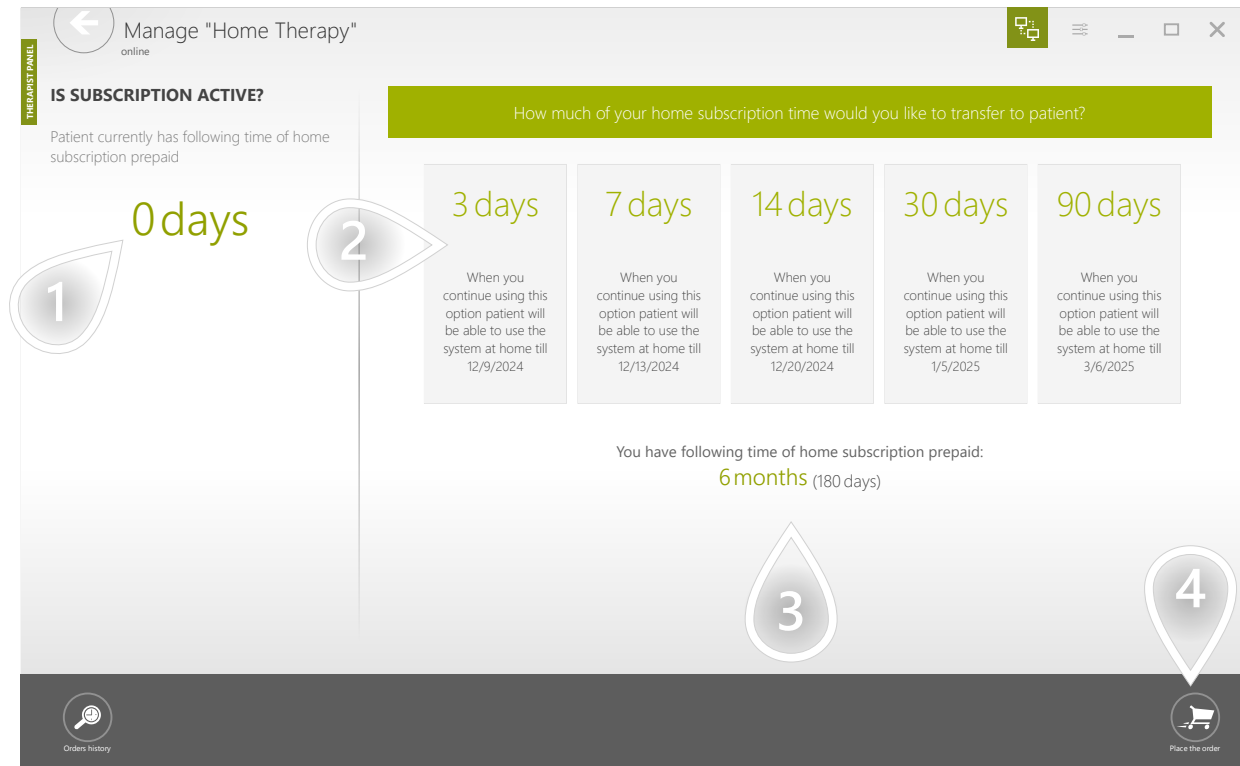 Manage "Home Therapy"
online
THERAPIST PANEL
IS SUBSCRIPTION ACTIVE?
Patient currently has following time of home
subscription prepaid
0 days
1
How much of your home subscription time would you like to transfer to patient?
2
3 days
When you
continue using this
option patient will
be able to use the
system at home till
12/9/2024
7 days
When you
continue using this
option patient will
be able to use the
system at home till
12/13/2024
14 days
When you
continue using this
option patient will
be able to use the
system at home till
12/20/2024
30 days
When you
continue using this
option patient will
be able to use the
system at home till
1/5/2025
90 days
When you
continue using this
option patient will
be able to use the
system at home till
3/6/2025
You have following time of home subscription prepaid:
6 months (180 days)
3
4
Orders history
Place the order